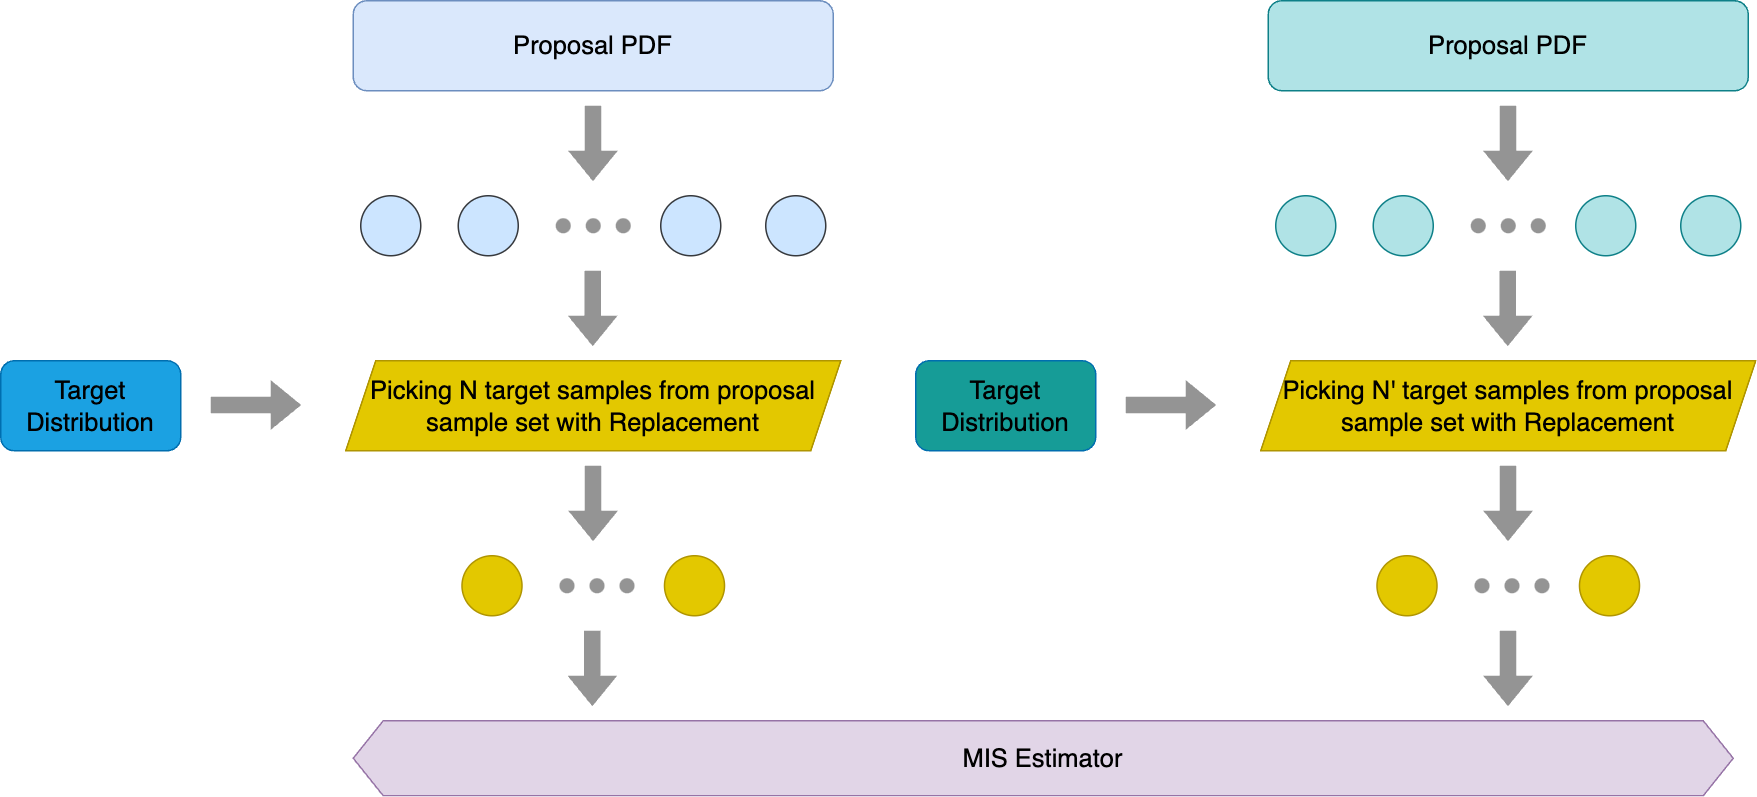 Proposal PDF
Proposal PDF
Target
Distribution
Picking N target samples from proposal
sample set with Replacement
Target
Distribution
Picking N' target samples from proposal
sample set with Replacement
MIS Estimator